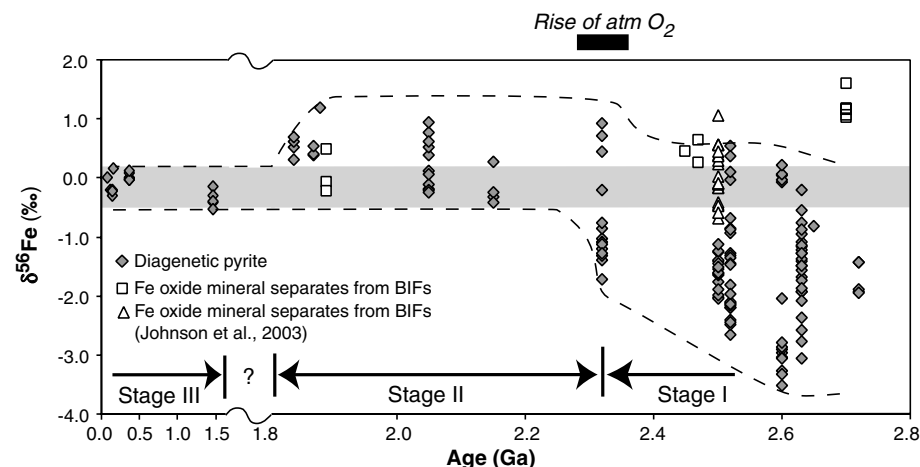 Rise of atm O2
2.0
1.0
0.0
-1.0
-2.0
-3.0
-4.0
δ56Fe (‰)
Diagenetic pyrite
Fe oxide mineral separates from BIFs
Fe oxide mineral separates from BIFs
(Johnson et al., 2003)
Stage III
?
Stage II
Stage I
0.0 0.5 1.0 1.5 1.8 2.0 2.2 2.4 2.6 2.8
Age (Ga)